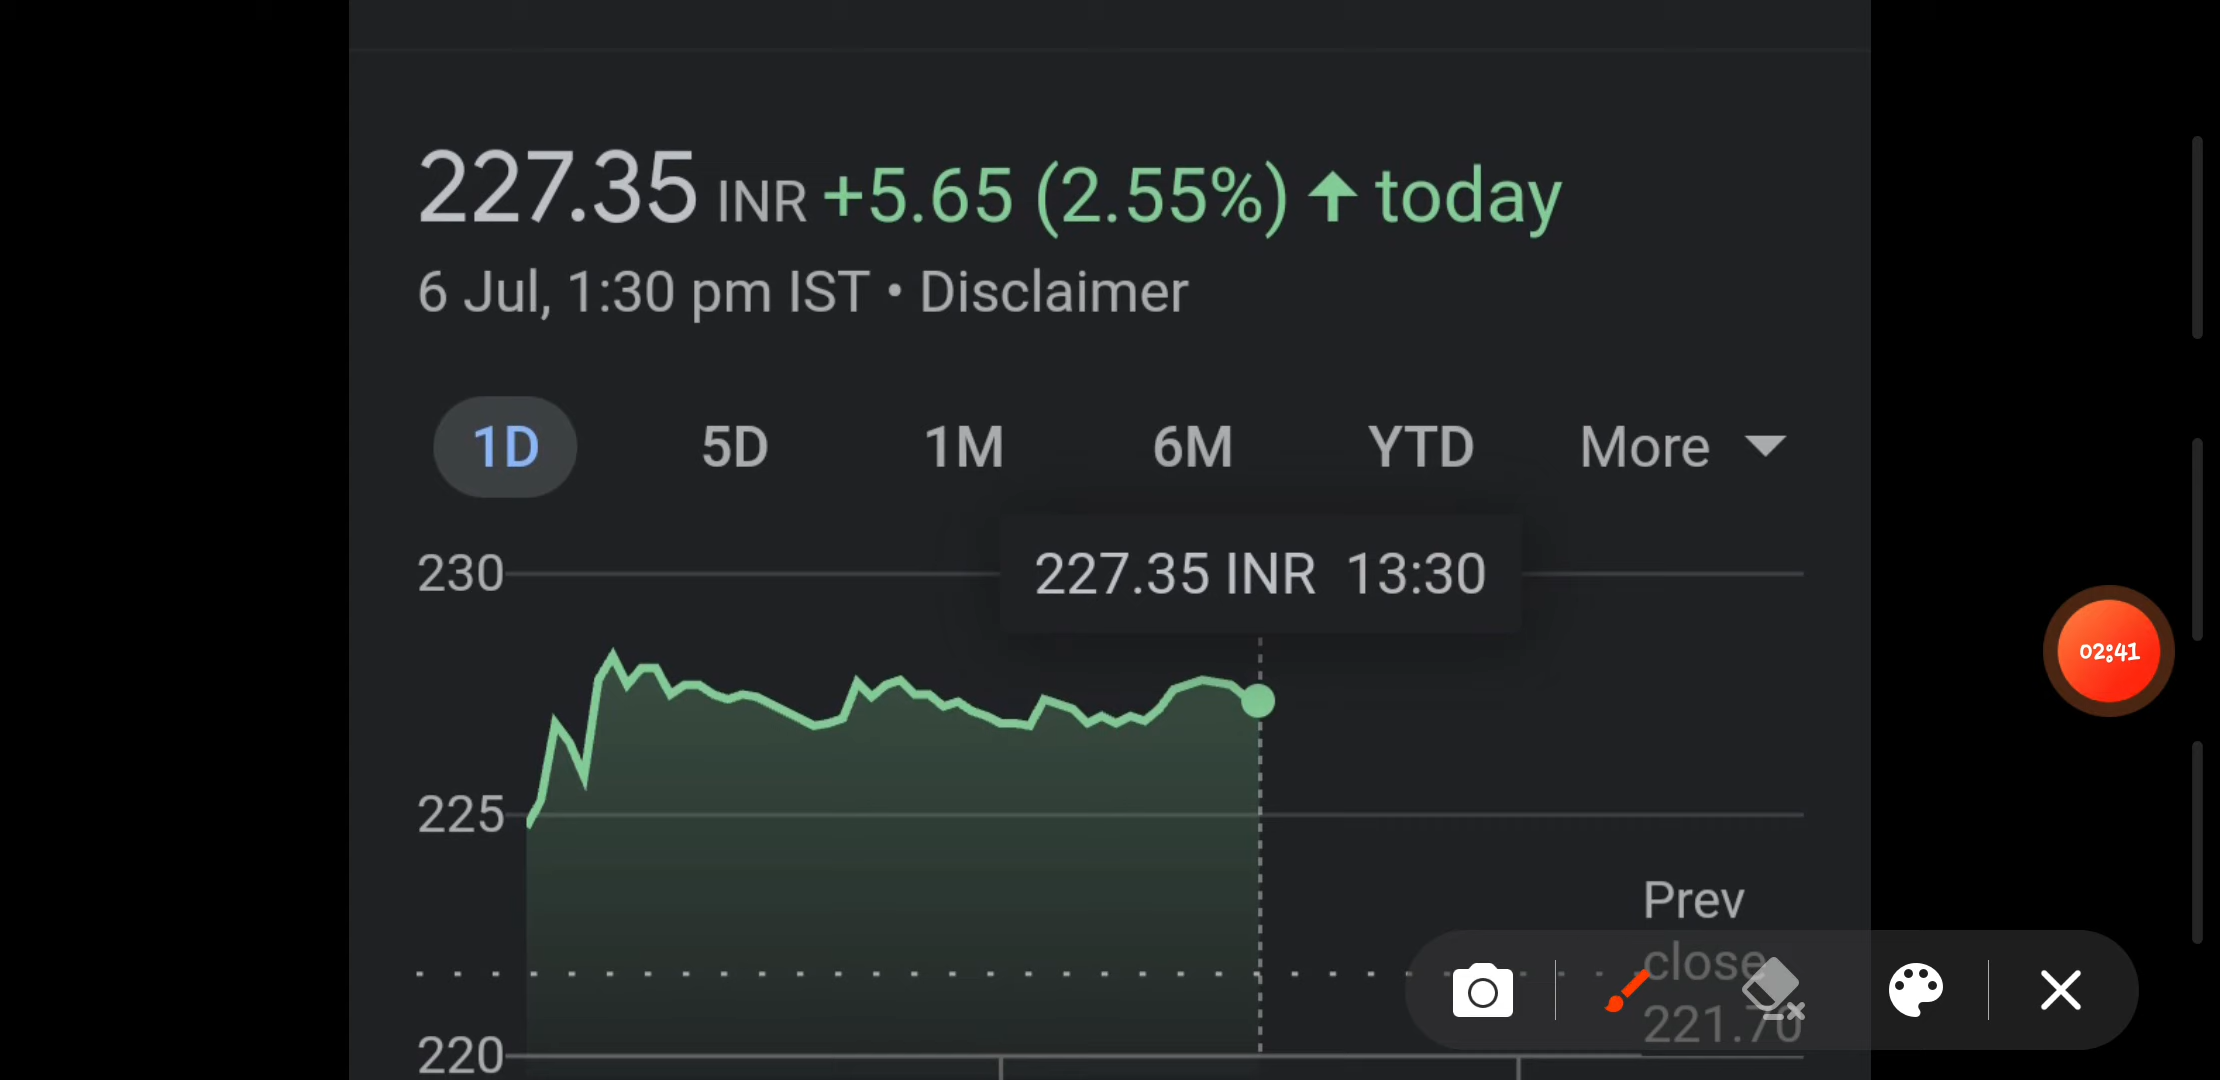 227.35 INR +5.65 (2.55%) ↑ today
6 Jul, 1:30 pm IST • Disclaimer
1D 5D 1M 6M YTD More
227.35 INR 13:30
230
02:41
225
Prev
close
221.70
220